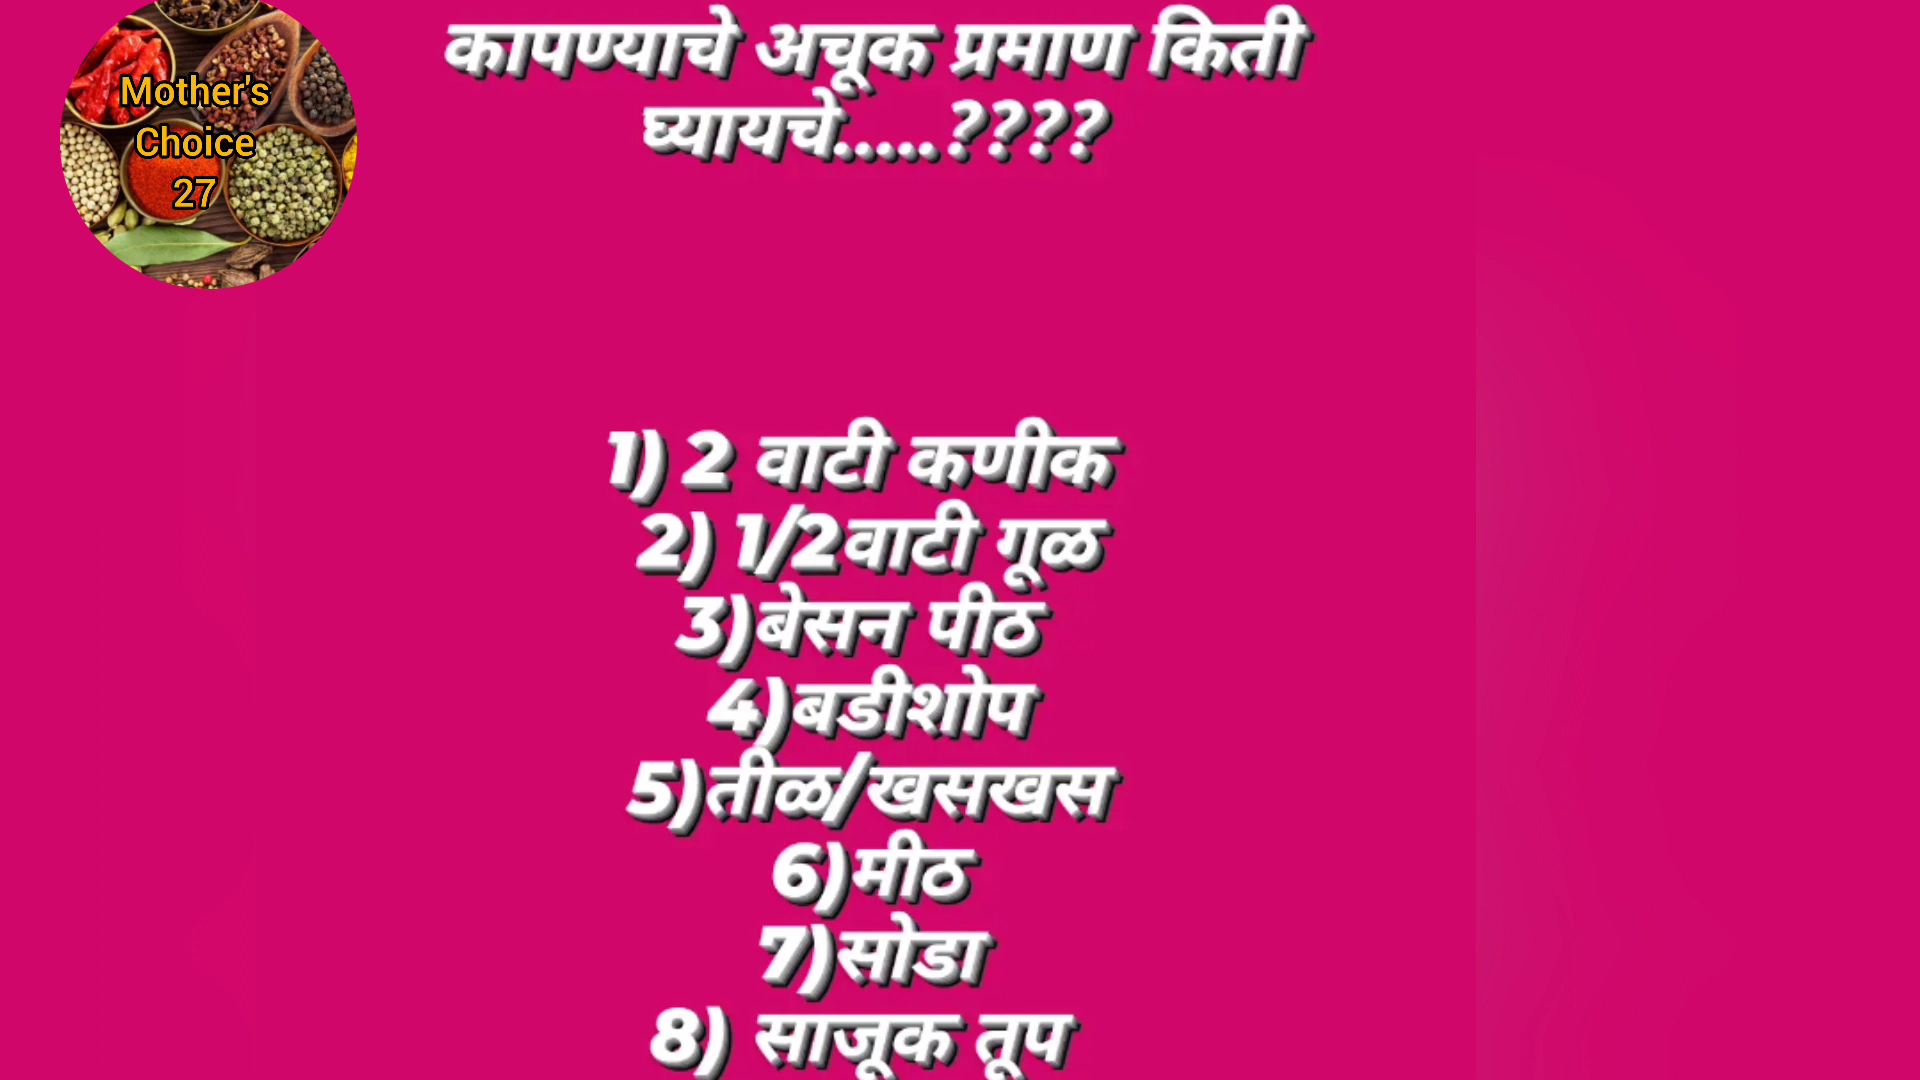 Mother's
Choice
27
कापण्याचे अचूक प्रमाण किती
घ्यायचे.....????
1) 2 वाटी कणीक
2) 1/2वाटी गूळ
3)बेसन पीठ
4)बडीशोप
5)तीळ/खसखस
6)मीठ
7)सोडा
8) साजूक तूप